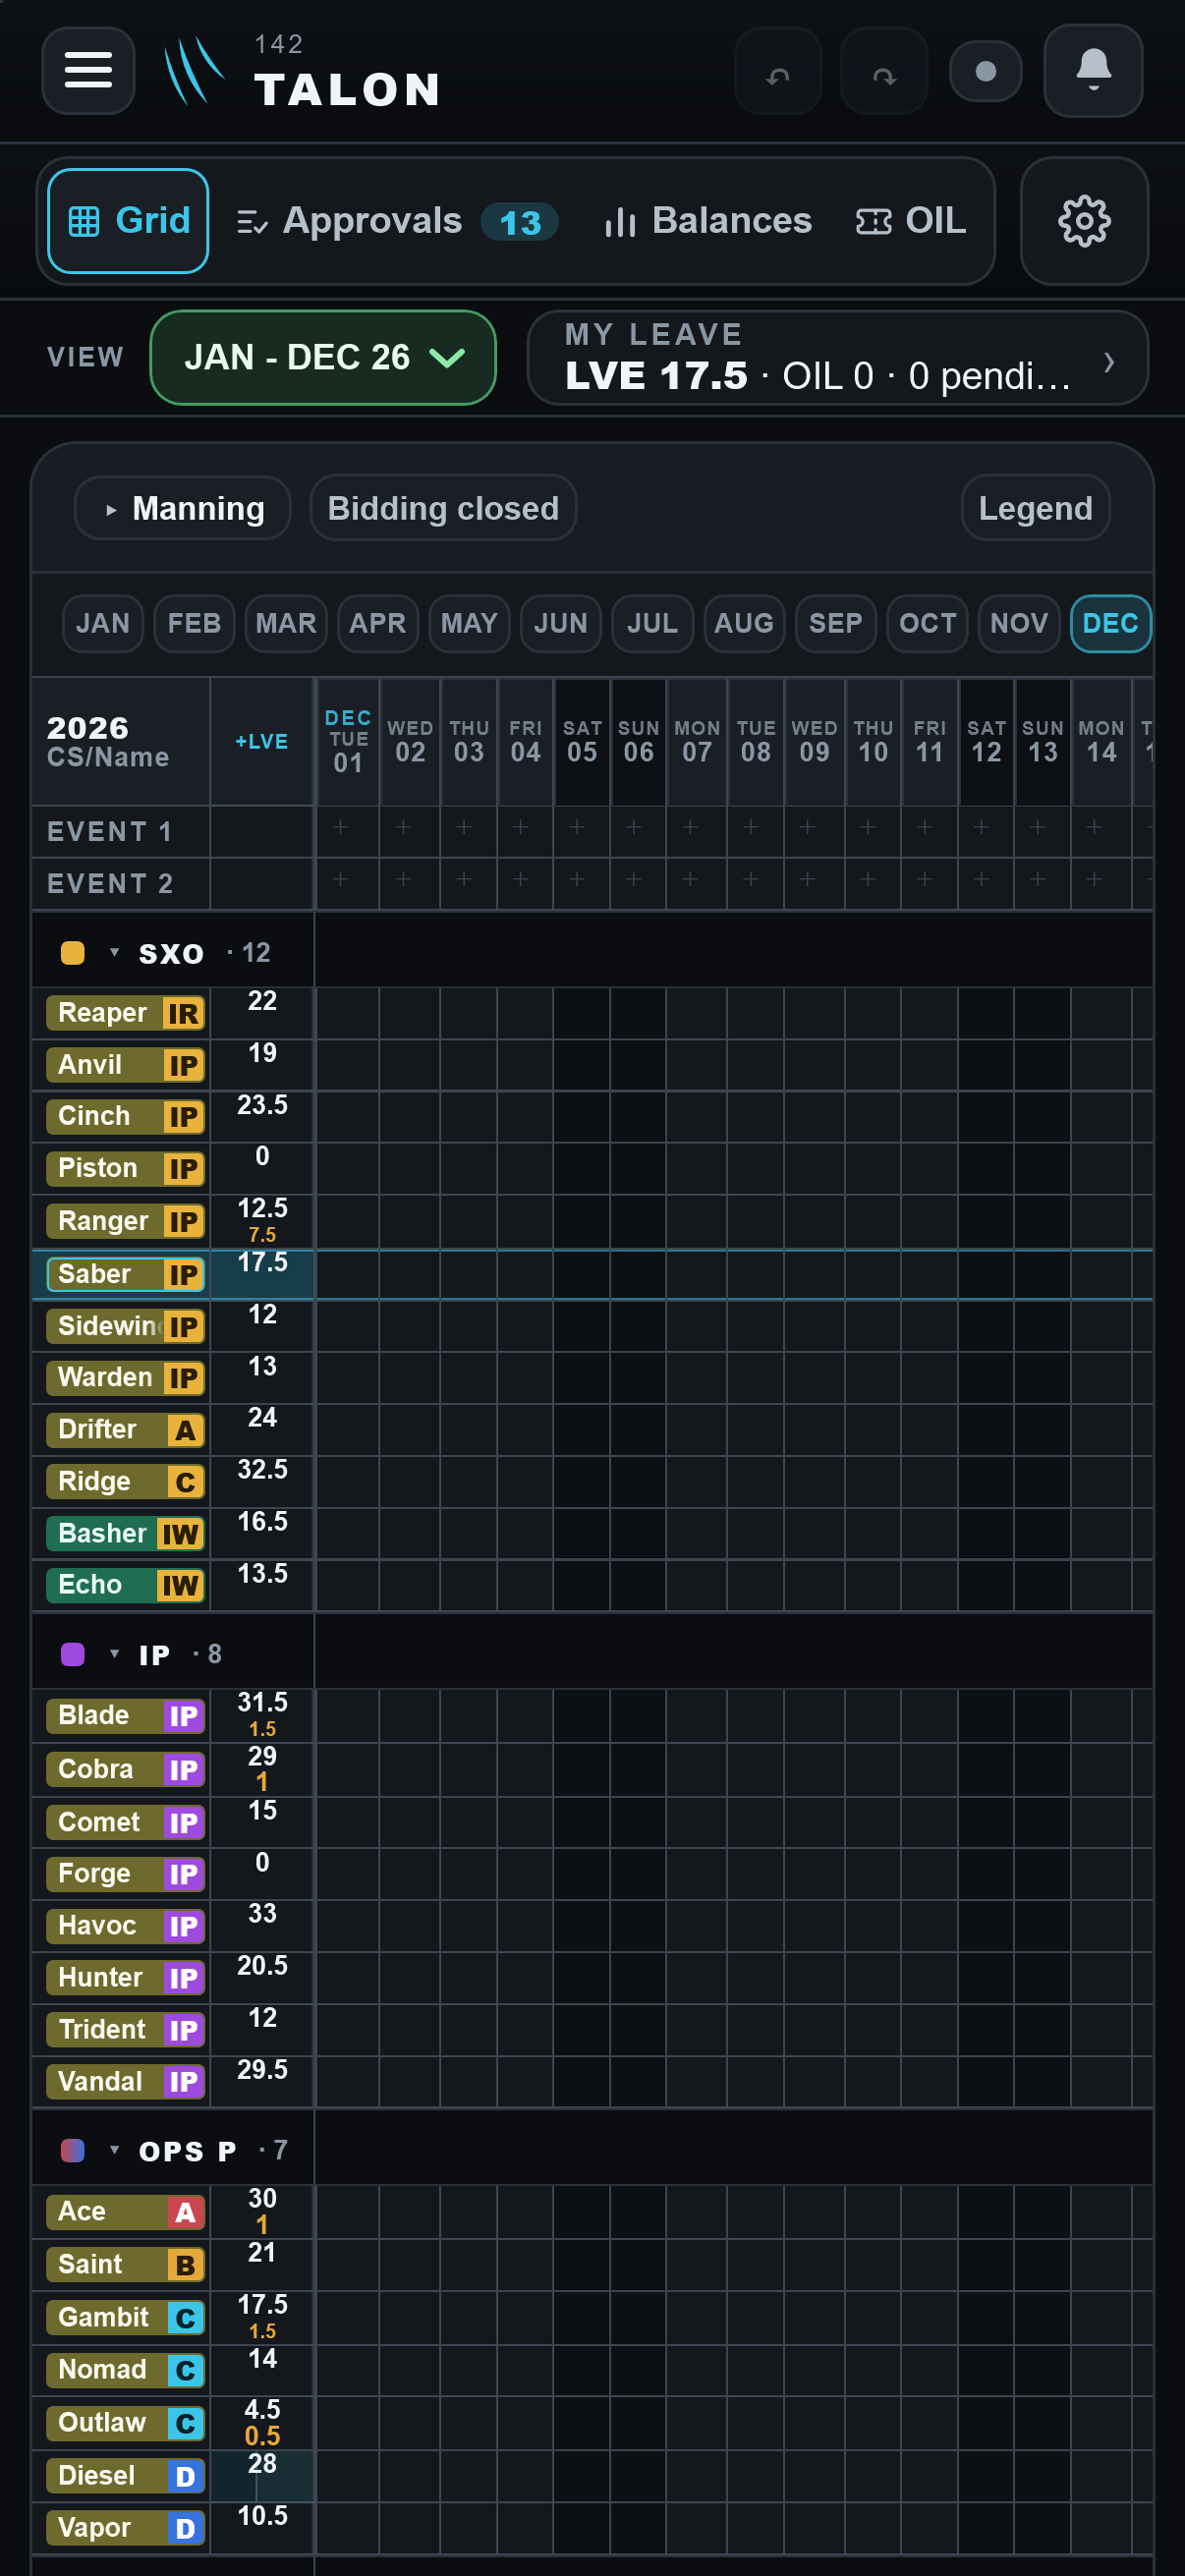 142
TALON
Grid Approvals 13 Balances OIL
VIEW JAN - DEC 26
MY LEAVE
LVE 17.5 · OIL 0 · 0 pendi…
Manning Bidding closed Legend
JAN FEB MAR APR MAY JUN JUL AUG SEP OCT NOV DEC
2026
CS/Name
+LVE
DEC TUE 01
WED 02
THU 03
FRI 04
SAT 05
SUN 06
MON 07
TUE 08
WED 09
THU 10
FRI 11
SAT 12
SUN 13
MON 14
EVENT 1
+ + + + + + + + + + + + + +
EVENT 2
+ + + + + + + + + + + + + +
SXO · 12
Reaper IR 22
Anvil IP 19
Cinch IP 23.5
Piston IP 0
Ranger IP 12.5
7.5
Saber IP 17.5
Sidewin IP 12
Warden IP 13
Drifter A 24
Ridge C 32.5
Basher IW 16.5
Echo IW 13.5
IP · 8
Blade IP 31.5
1.5
Cobra IP 29
1
Comet IP 15
Forge IP 0
Havoc IP 33
Hunter IP 20.5
Trident IP 12
Vandal IP 29.5
OPS P · 7
Ace A 30
1
Saint B 21
Gambit C 17.5
1.5
Nomad C 14
Outlaw C 4.5
0.5
Diesel D 28
Vapor D 10.5